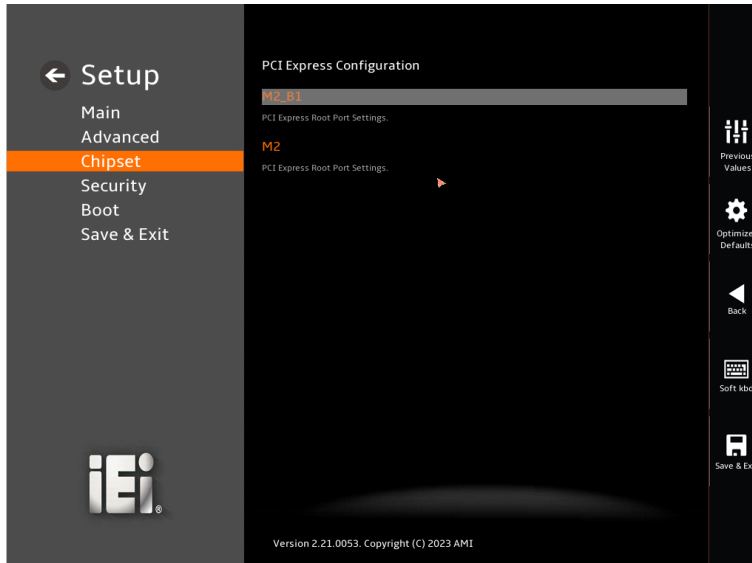 Setup
Main
Advanced
Chipset
Security
Boot
Save & Exit
iEi®
PCI Express Configuration
M2_B1
PCI Express Root Port Settings.
M2
PCI Express Root Port Settings.
Version 2.21.0053. Copyright (C) 2023 AMI
Previous
Values
Optimize
Defaults
Back
Soft kbd
Save & Ex